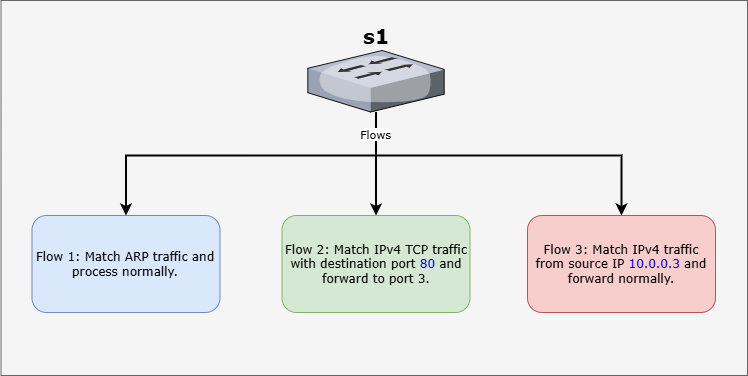 s1
Flows
Flow 1: Match ARP traffic and
process normally.
Flow 2: Match IPv4 TCP traffic
with destination port 80 and
forward to port 3.
Flow 3: Match IPv4 traffic
from source IP 10.0.0.3 and
forward normally.